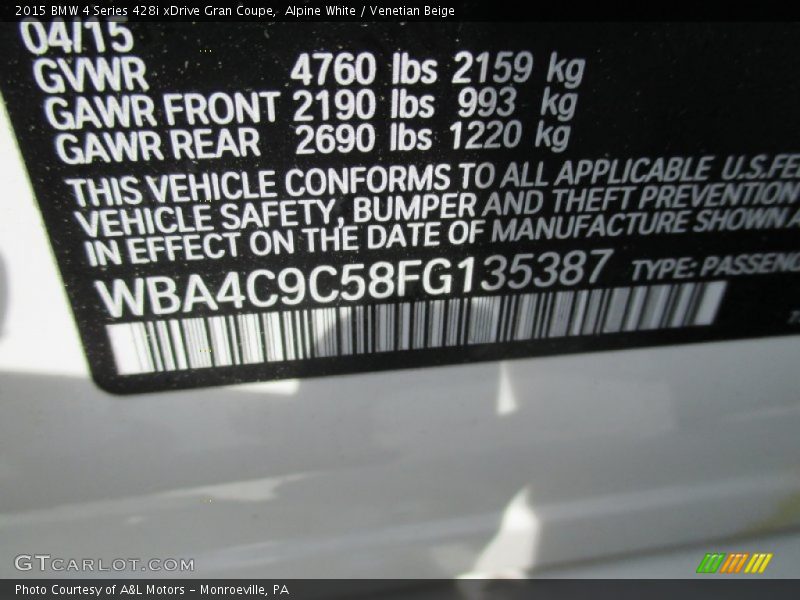 2015 BMW 4 Series 428i xDrive Gran Coupe, Alpine White / Venetian Beige
04/15
GVWR 4760 lbs 2159 kg
GAWR FRONT 2190 lbs 993 kg
GAWR REAR 2690 lbs 1220 kg
THIS VEHICLE CONFORMS TO ALL APPLICABLE U.S.FE
VEHICLE SAFETY, BUMPER AND THEFT PREVENTION
IN EFFECT ON THE DATE OF MANUFACTURE SHOWN A
WBA4C9C58FG135387 TYPE: PASSENG
GTCARLOT.COM
Photo Courtesy of A&L Motors – Monroeville, PA